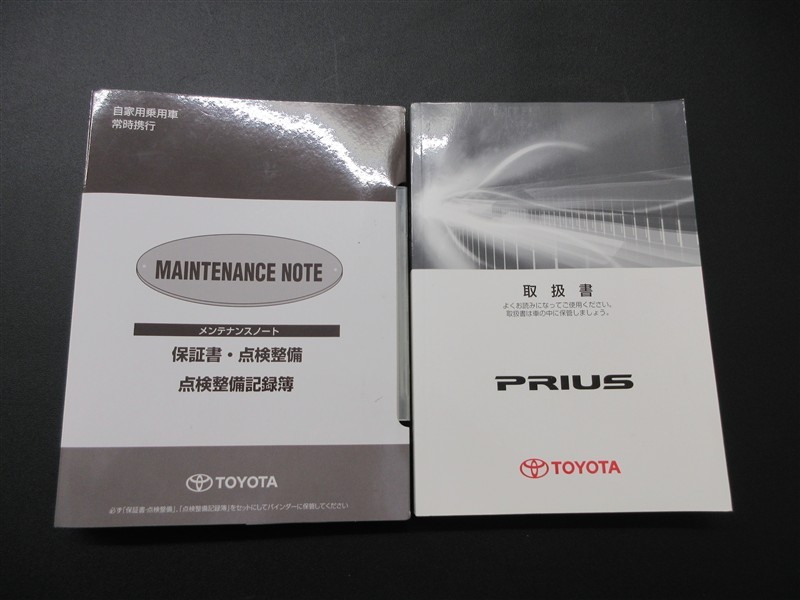 自家用乗用車
常時携行
MAINTENANCE NOTE
メンテナンスノート
保証書・点検整備
点検整備記録簿
TOYOTA
必ず「保証書・点検整備」、「点検整備記録簿」をセットにしてバインダーに保管してください
取扱書
よくお読みになってご使用ください。
取扱書は車の中に保管しましょう。
PRIUS
TOYOTA